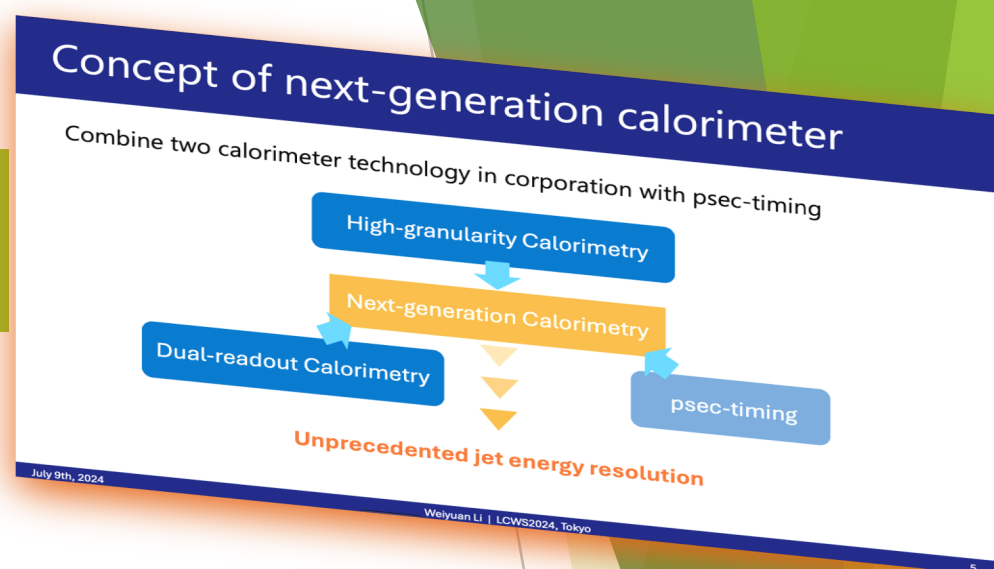 Concept of next-generation calorimeter
Combine two calorimeter technology in corporation with psec-timing
High-granularity Calorimetry
Next-generation Calorimetry
Dual-readout Calorimetry
psec-timing
Unprecedented jet energy resolution
July 9th, 2024
Weiyuan Li | LCWS2024, Tokyo
5